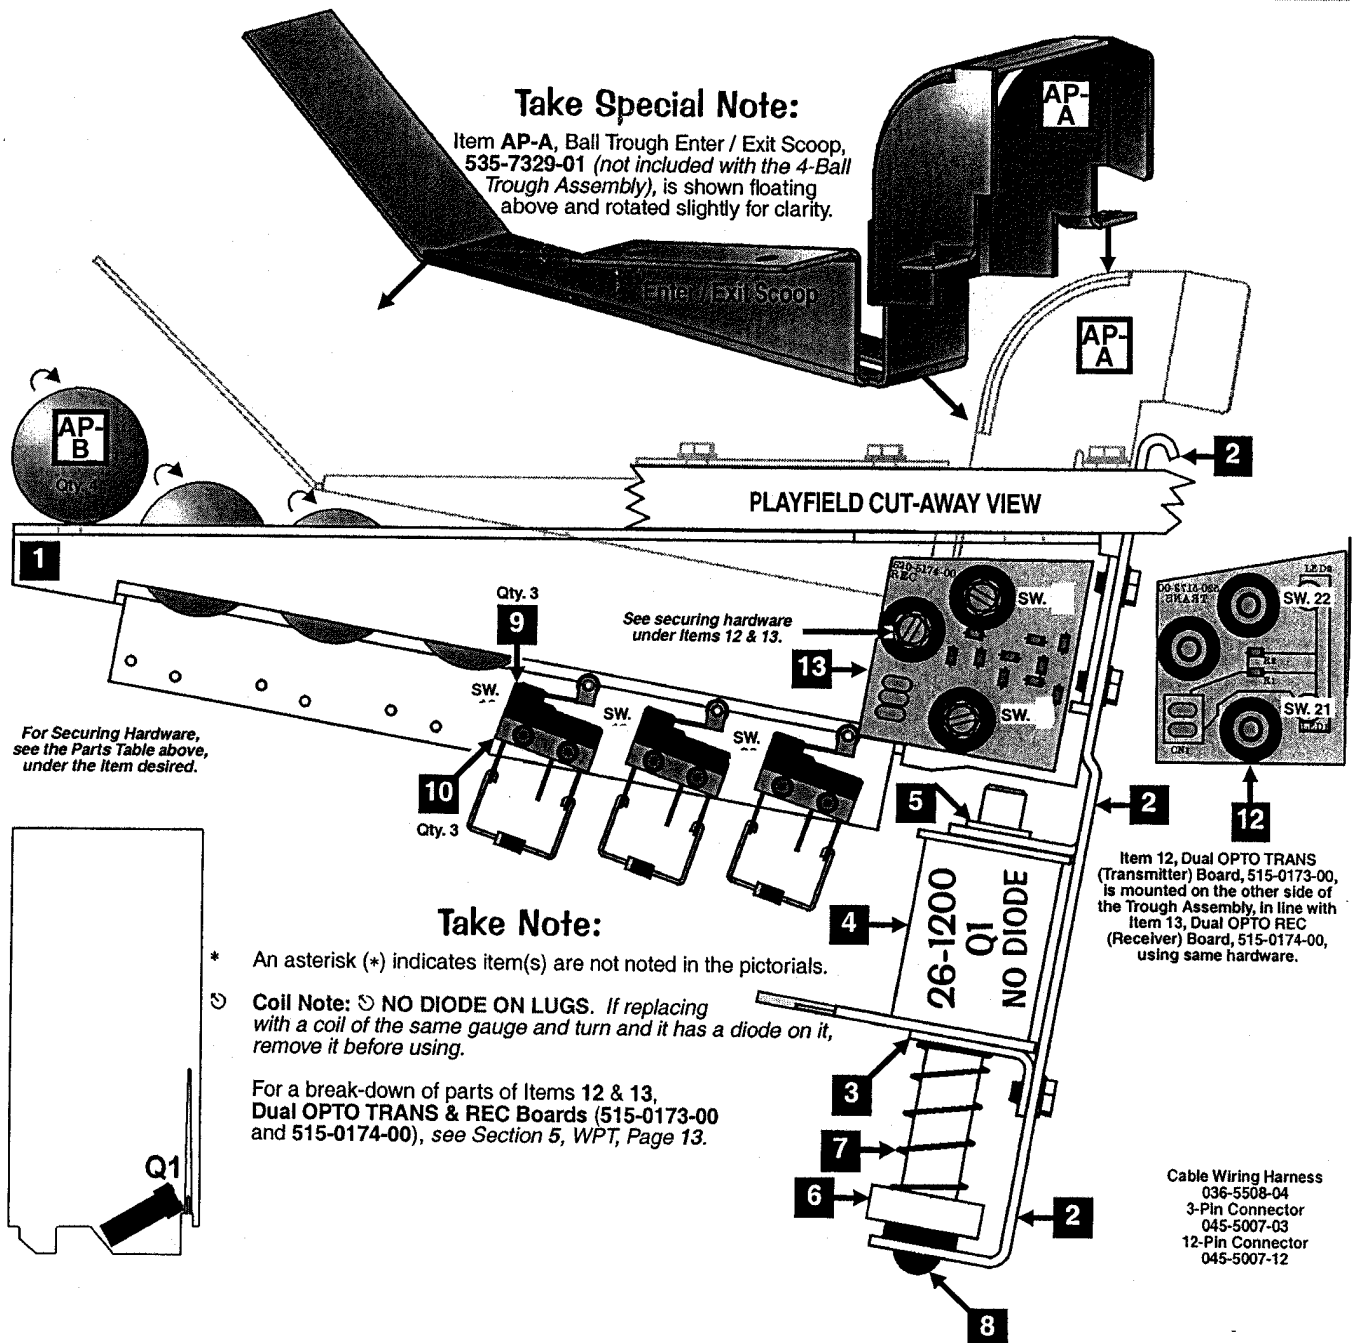 Take Special Note:
Item AP-A, Ball Trough Enter / Exit Scoop,
535-7329-01 (not included with the 4-Ball
Trough Assembly), is shown floating
above and rotated slightly for clarity.
AP-
A
Enter / Exit Scoop
AP-
A
AP-
B
Qty. 4
2
PLAYFIELD CUT-AWAY VIEW
1
Qty. 3
9
See securing hardware
under Items 12 & 13.
13
REC
SW.
SW.
TRANS
LED2
SW. 22
R2
R1
SW. 21
CN1
12
Item 12, Dual OPTO TRANS
(Transmitter) Board, 515-0173-00,
is mounted on the other side of
the Trough Assembly, in line with
Item 13, Dual OPTO REC
(Receiver) Board, 515-0174-00,
using same hardware.
SW.
SW.
SW.
For Securing Hardware,
see the Parts Table above,
under the Item desired.
10
Qty. 3
5
2
4
26-1200
Q1
NO DIODE
Take Note:
* An asterisk (*) indicates item(s) are not noted in the pictorials.
Coil Note: NO DIODE ON LUGS. If replacing
with a coil of the same gauge and turn and it has a diode on it,
remove it before using.
For a break-down of parts of Items 12 & 13,
Dual OPTO TRANS & REC Boards (515-0173-00
and 515-0174-00), see Section 5, WPT, Page 13.
3
7
6
2
8
Q1
Cable Wiring Harness
036-5508-04
3-Pin Connector
045-5007-03
12-Pin Connector
045-5007-12